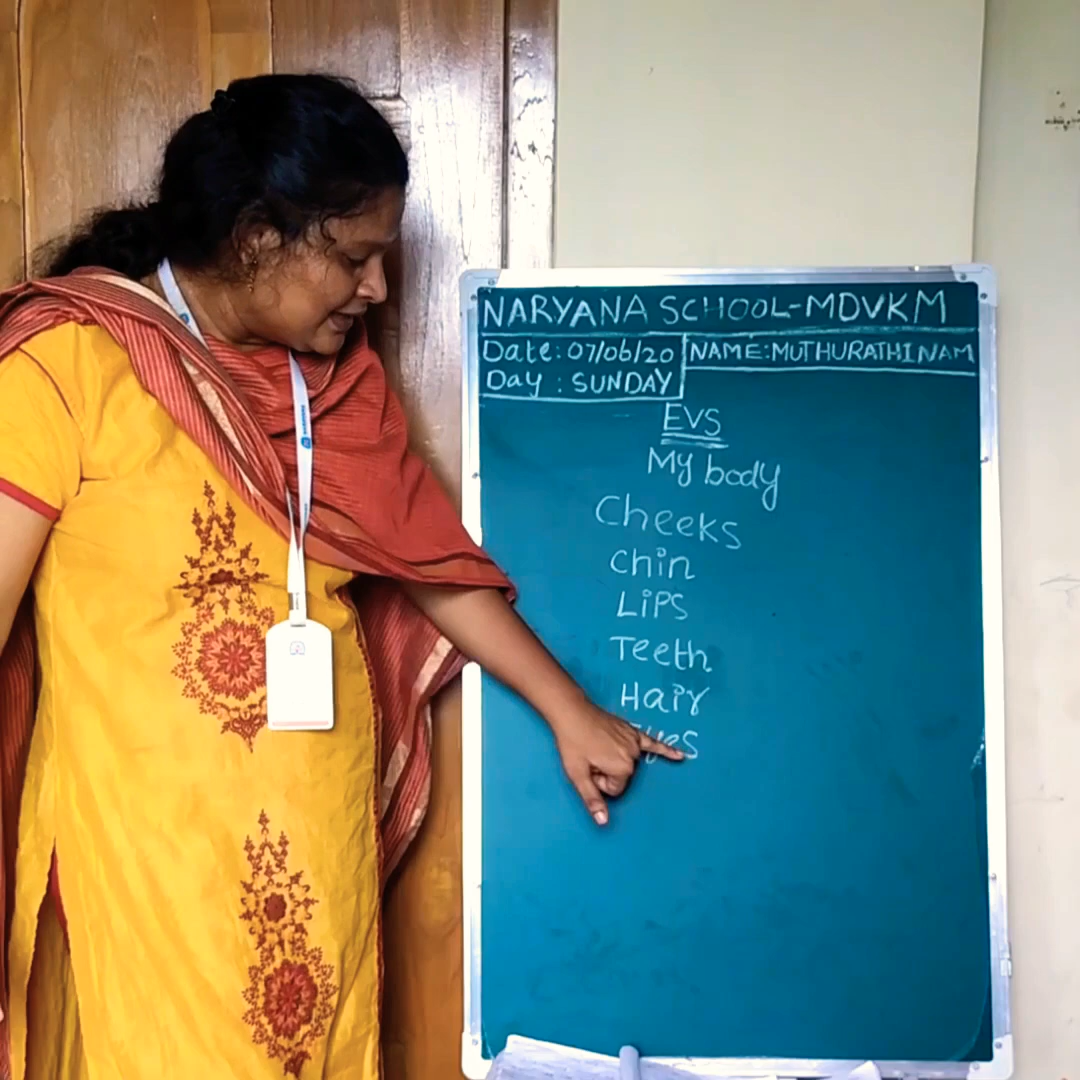 NARYANA SCHOOL-MDVKM
Date: 07/06/20
Day : SUNDAY
NAME: MUTHURATHINAM
EVS
My body
Cheeks
Chin
LiPS
Teeth
Hair
Eyes